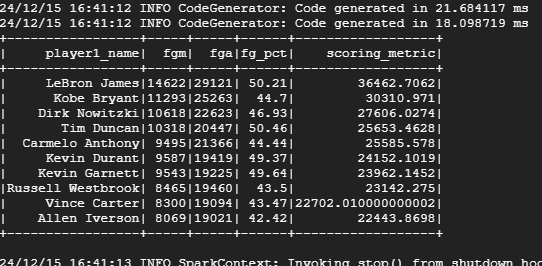 24/12/15 16:41:12 INFO CodeGenerator: Code generated in 21.684117 ms
24/12/15 16:41:12 INFO CodeGenerator: Code generated in 18.098719 ms
+-----------------+-----+-----+------+------------------+
|     player1_name|  fgm|  fga|fg_pct|    scoring_metric|
+-----------------+-----+-----+------+------------------+
|     LeBron James|14622|29121| 50.21|        36462.7062|
|      Kobe Bryant|11293|25263|  44.7|         30310.971|
|    Dirk Nowitzki|10618|22623| 46.93|        27606.0274|
|       Tim Duncan|10318|20447| 50.46|        25653.4628|
|  Carmelo Anthony| 9495|21366| 44.44|         25585.578|
|     Kevin Durant| 9587|19419| 49.37|        24152.1019|
|    Kevin Garnett| 9543|19225| 49.64|        23962.1452|
|Russell Westbrook| 8465|19460|  43.5|         23142.275|
|     Vince Carter| 8300|19094| 43.47|22702.010000000002|
|    Allen Iverson| 8069|19021| 42.42|        22443.8698|
+-----------------+-----+-----+------+------------------+
24/12/15 16:41:13 INFO SparkContext: Invoking stop() from shutdown hoo